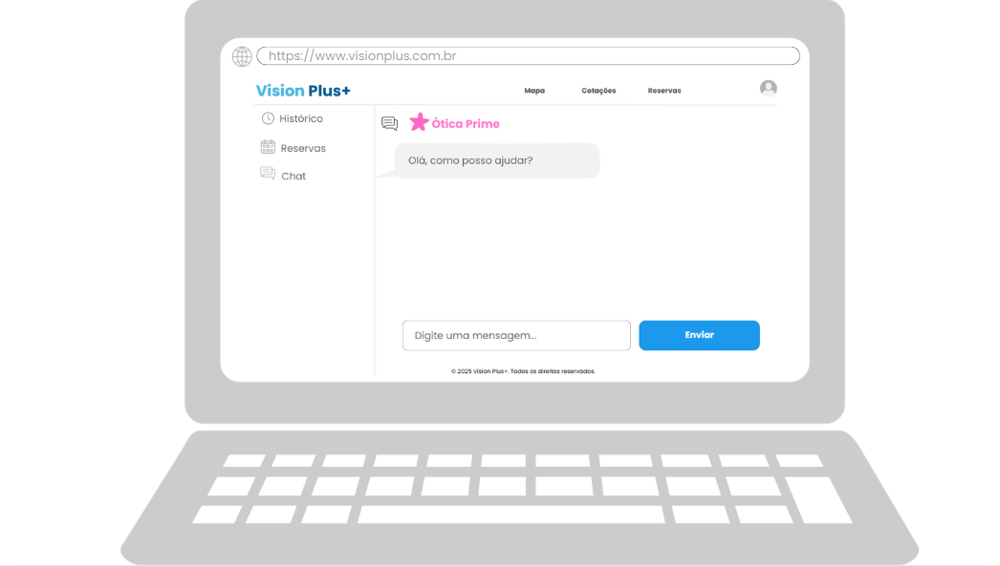 https://www.visionplus.com.br
Vision Plus+
Mapa
Cotações
Reservas
Histórico
Reservas
Chat
Ótica Prime
Olá, como posso ajudar?
Digite uma mensagem...
Enviar
© 2025 Vision Plus+. Todos os direitos reservados.